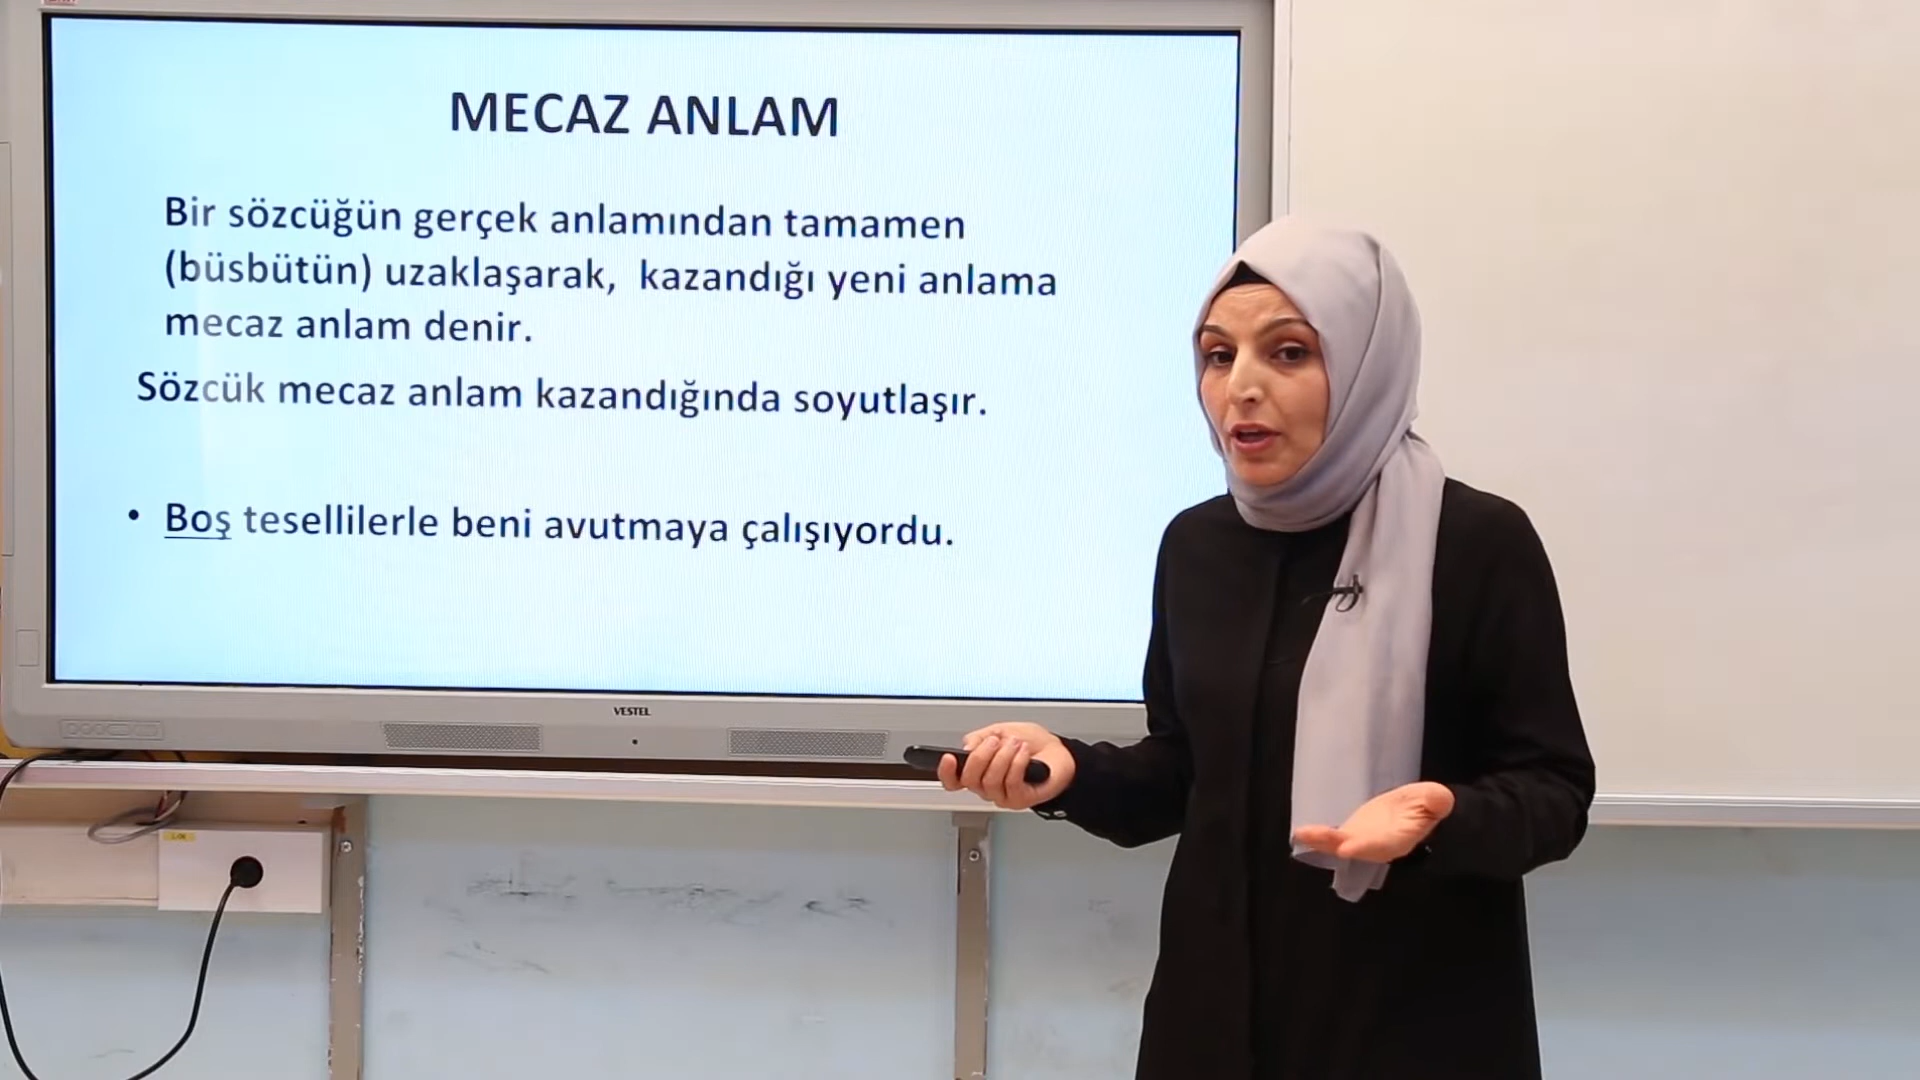 MECAZ ANLAM
Bir sözcüğün gerçek anlamından tamamen
(büsbütün) uzaklaşarak, kazandığı yeni anlama
mecaz anlam denir.
Sözcük mecaz anlam kazandığında soyutlaşır.
• Boş tesellilerle beni avutmaya çalışıyordu.
VESTEL